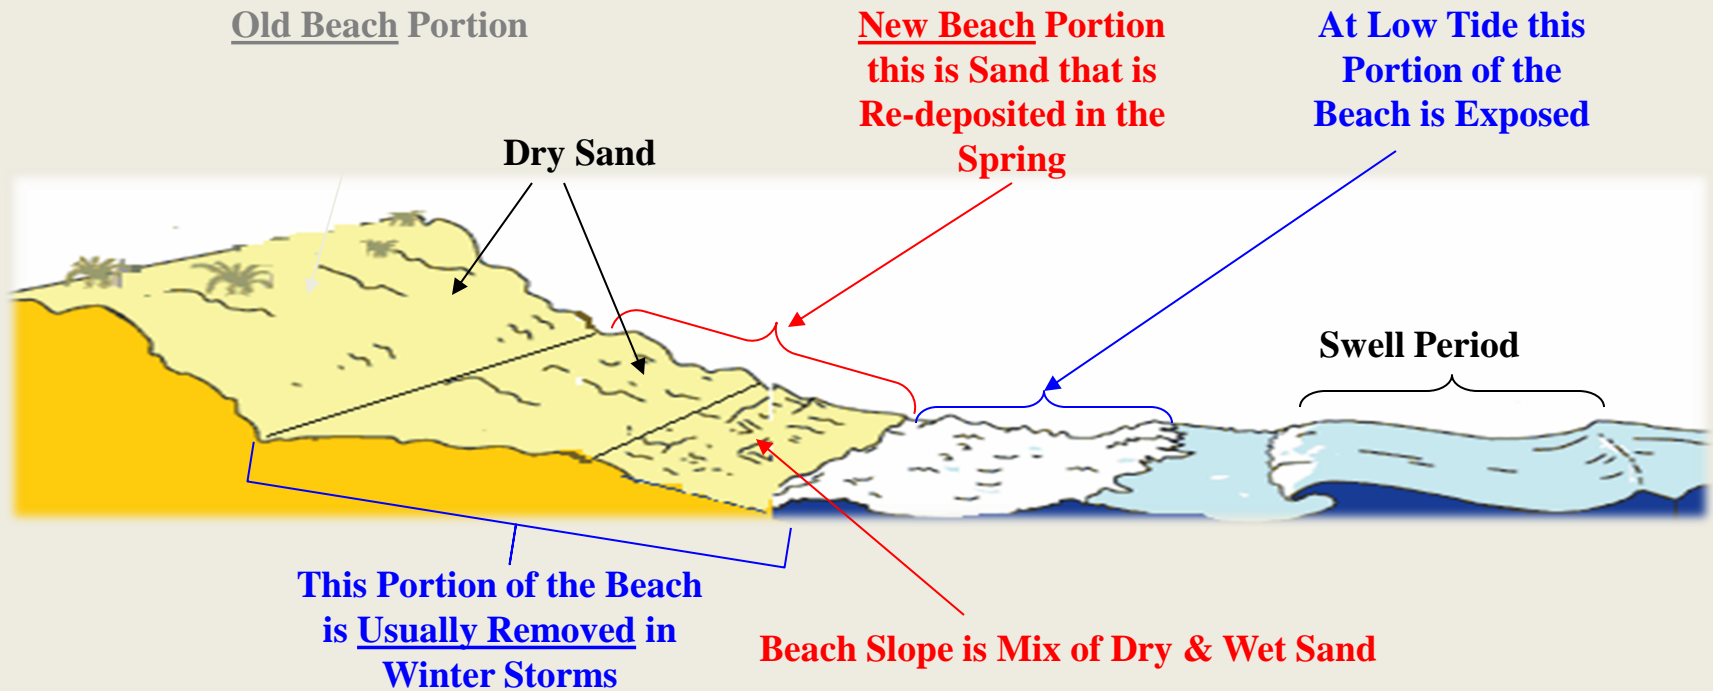 Old Beach Portion
New Beach Portion
this is Sand that is
Re-deposited in the
Spring
At Low Tide this
Portion of the
Beach is Exposed
Dry Sand
Swell Period
This Portion of the Beach
is Usually Removed in
Winter Storms
Beach Slope is Mix of Dry & Wet Sand